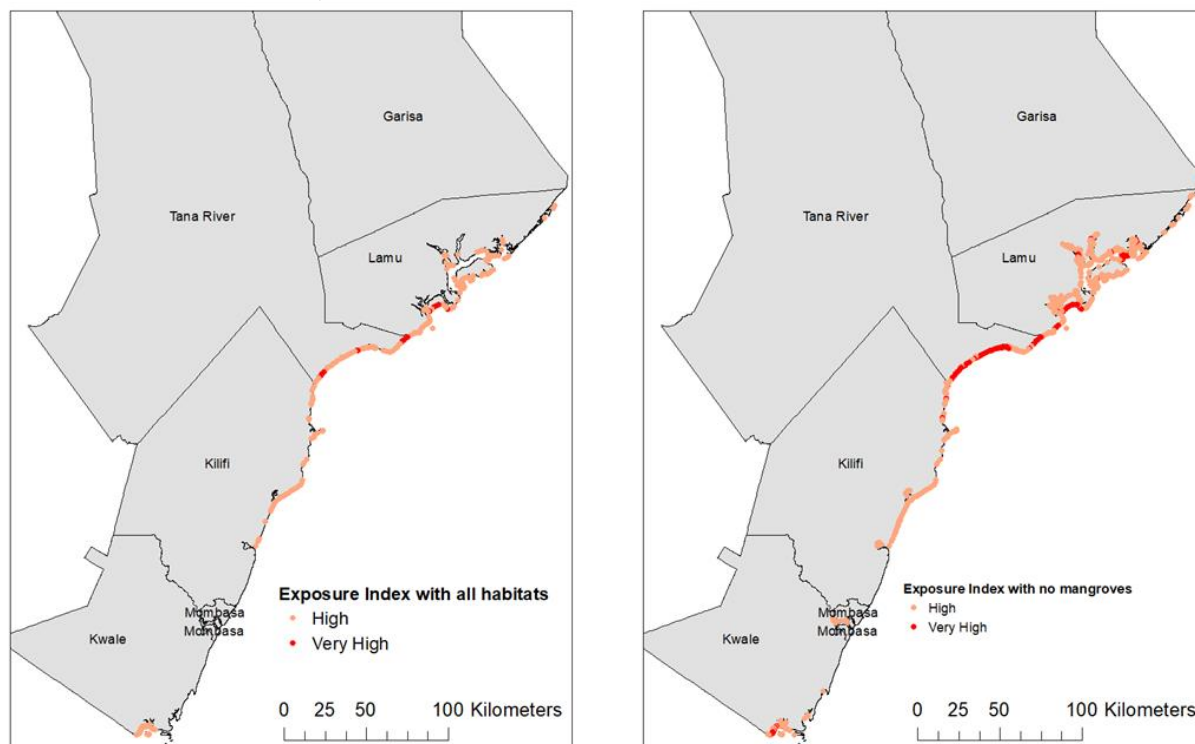 Garisa
Tana River
Lamu
Kilifi
Mombasa
Mombasa
Kwale
Exposure Index with all habitats
High
Very High
0 25 50 100 Kilometers
Garisa
Tana River
Lamu
Kilifi
Mombasa
Mombasa
Kwale
Exposure Index with no mangroves
High
Very High
0 25 50 100 Kilometers